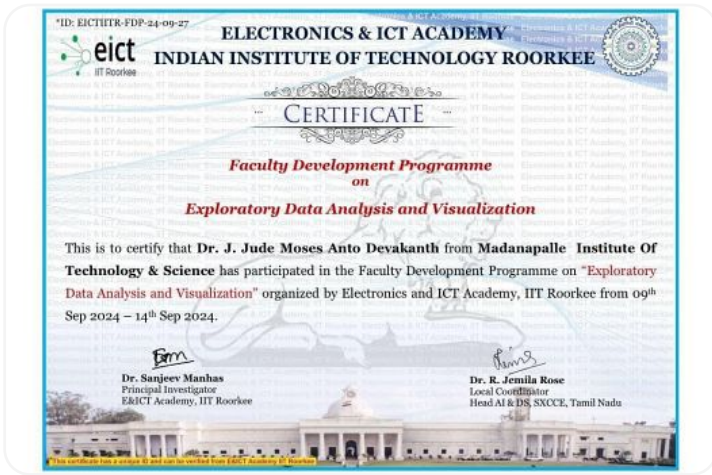 *ID: EICTIITR-FDP-24-09-27
eict
IIT Roorkee
ELECTRONICS & ICT ACADEMY
INDIAN INSTITUTE OF TECHNOLOGY ROORKEE
CERTIFICATE
Faculty Development Programme
on
Exploratory Data Analysis and Visualization
This is to certify that Dr. J. Jude Moses Anto Devakanth from Madanapalle Institute Of
Technology & Science has participated in the Faculty Development Programme on "Exploratory
Data Analysis and Visualization" organized by Electronics and ICT Academy, IIT Roorkee from 09th
Sep 2024 – 14th Sep 2024.
Dr. Sanjeev Manhas
Principal Investigator
E&ICT Academy, IIT Roorkee
Dr. R. Jemila Rose
Local Coordinator
Head AI & DS, SXCCE, Tamil Nadu
*This certificate has a unique ID and can be verified from E&ICT Academy IIT Roorkee